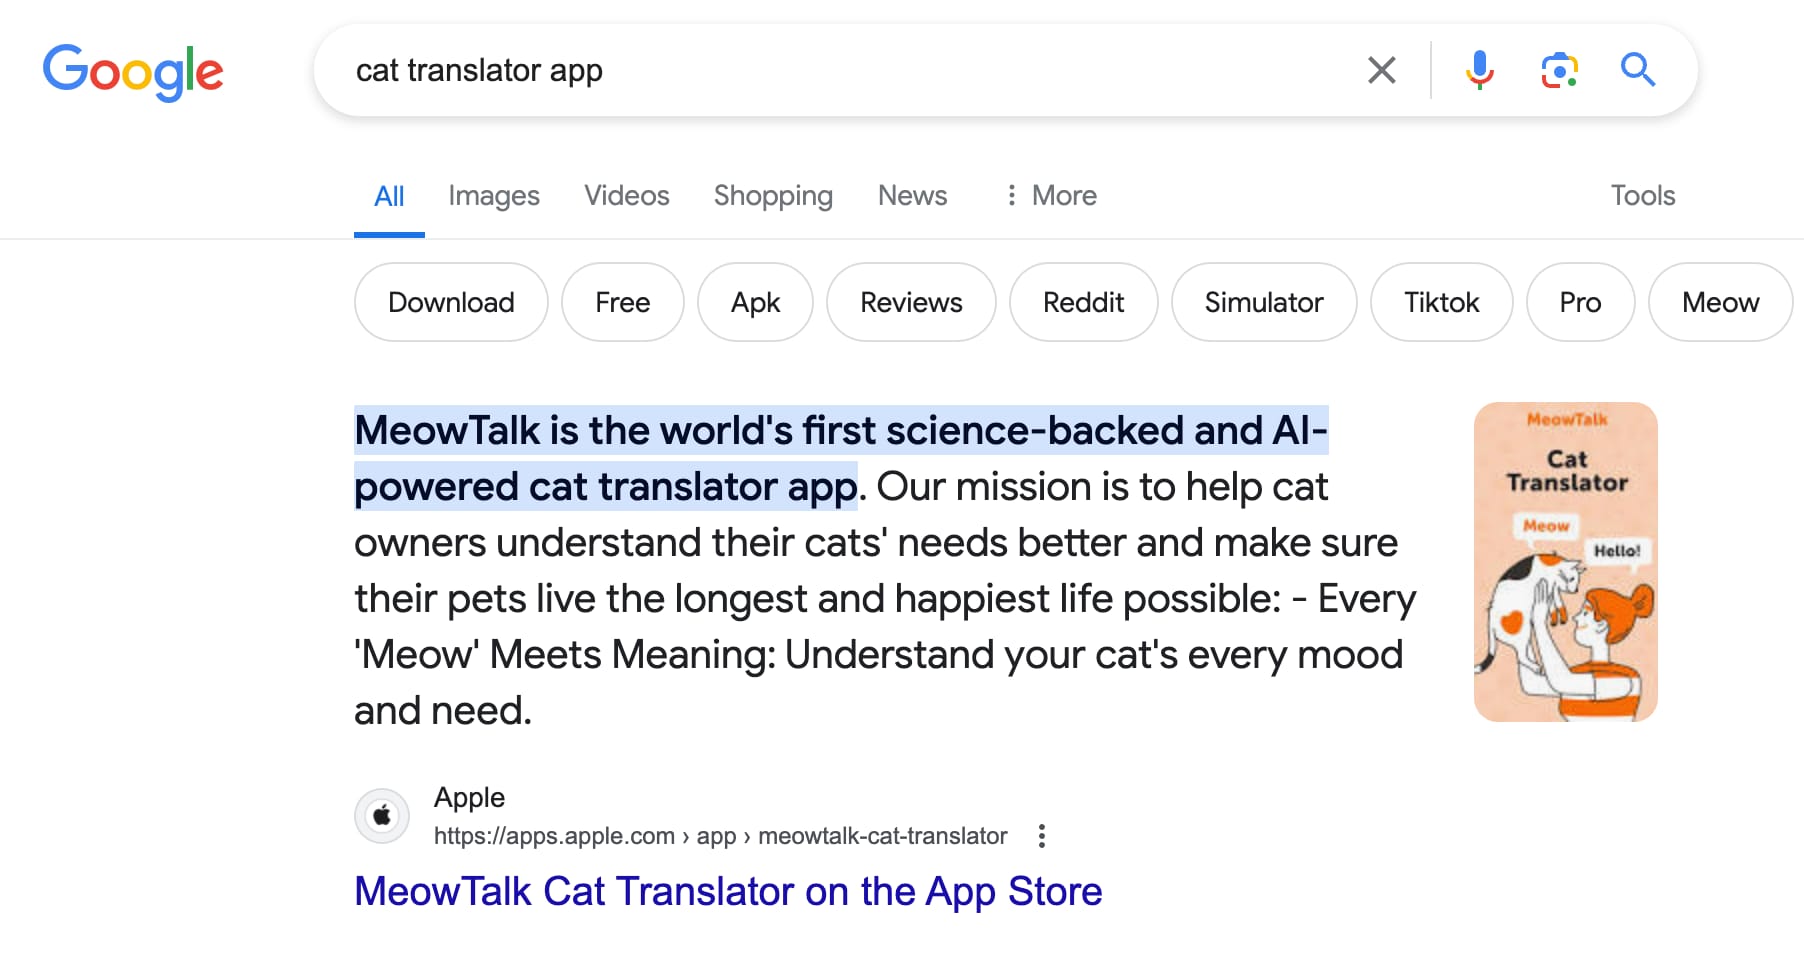 Google
cat translator app
All Images Videos Shopping News More Tools
Download Free Apk Reviews Reddit Simulator Tiktok Pro Meow
MeowTalk is the world's first science-backed and AI-
powered cat translator app. Our mission is to help cat
owners understand their cats' needs better and make sure
their pets live the longest and happiest life possible: - Every
'Meow' Meets Meaning: Understand your cat's every mood
and need.
MeowTalk
Cat
Translator
Meow
Hello!
Apple
https://apps.apple.com › app › meowtalk-cat-translator
MeowTalk Cat Translator on the App Store